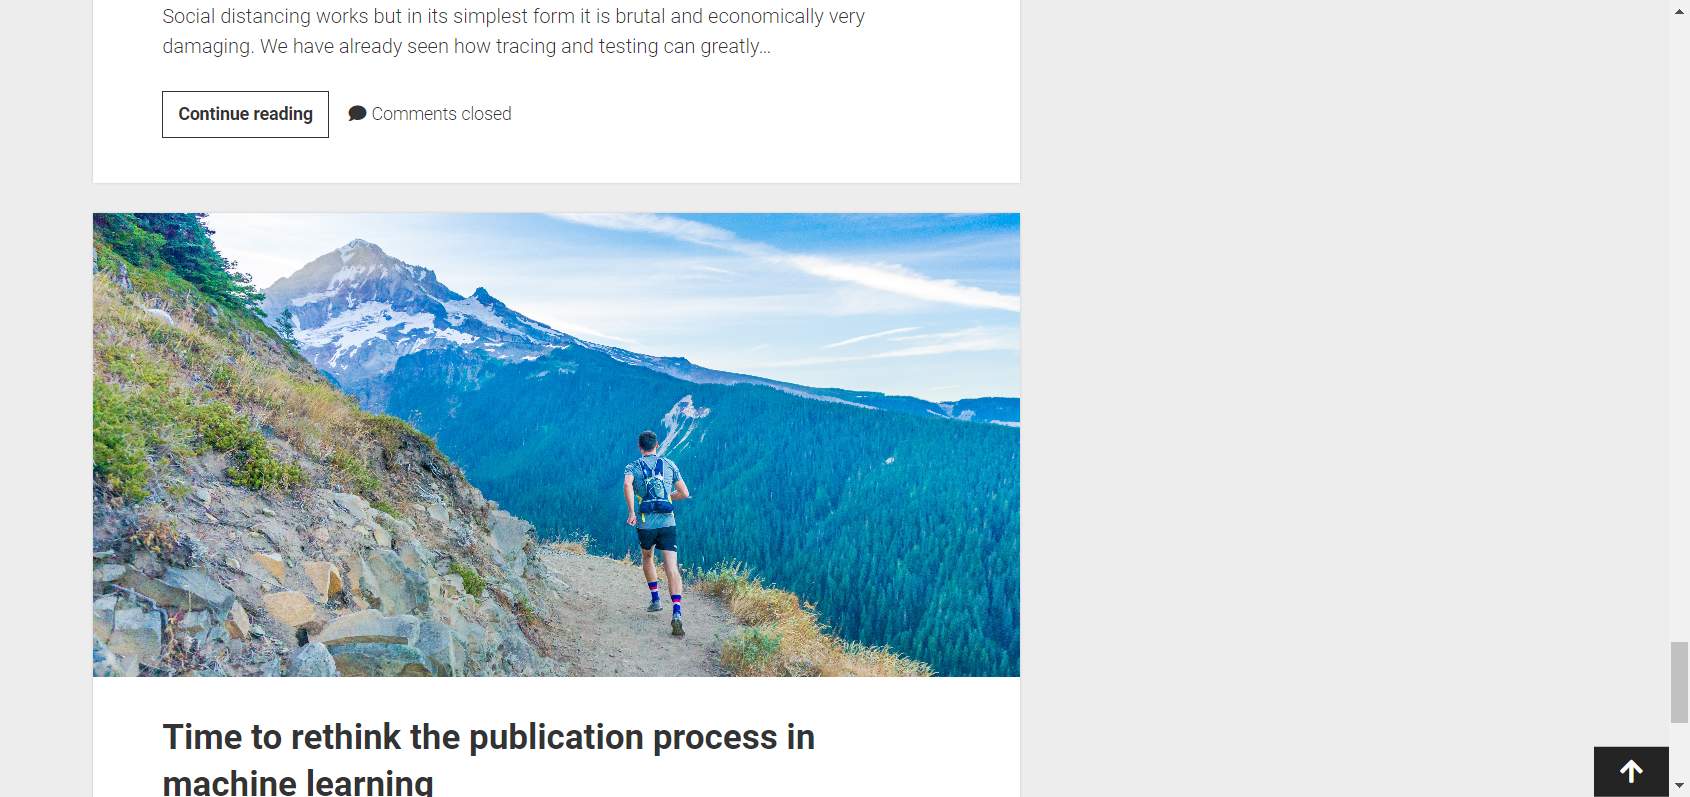 Social distancing works but in its simplest form it is brutal and economically very
damaging. We have already seen how tracing and testing can greatly…
Continue reading
Comments closed
Time to rethink the publication process in
machine learning